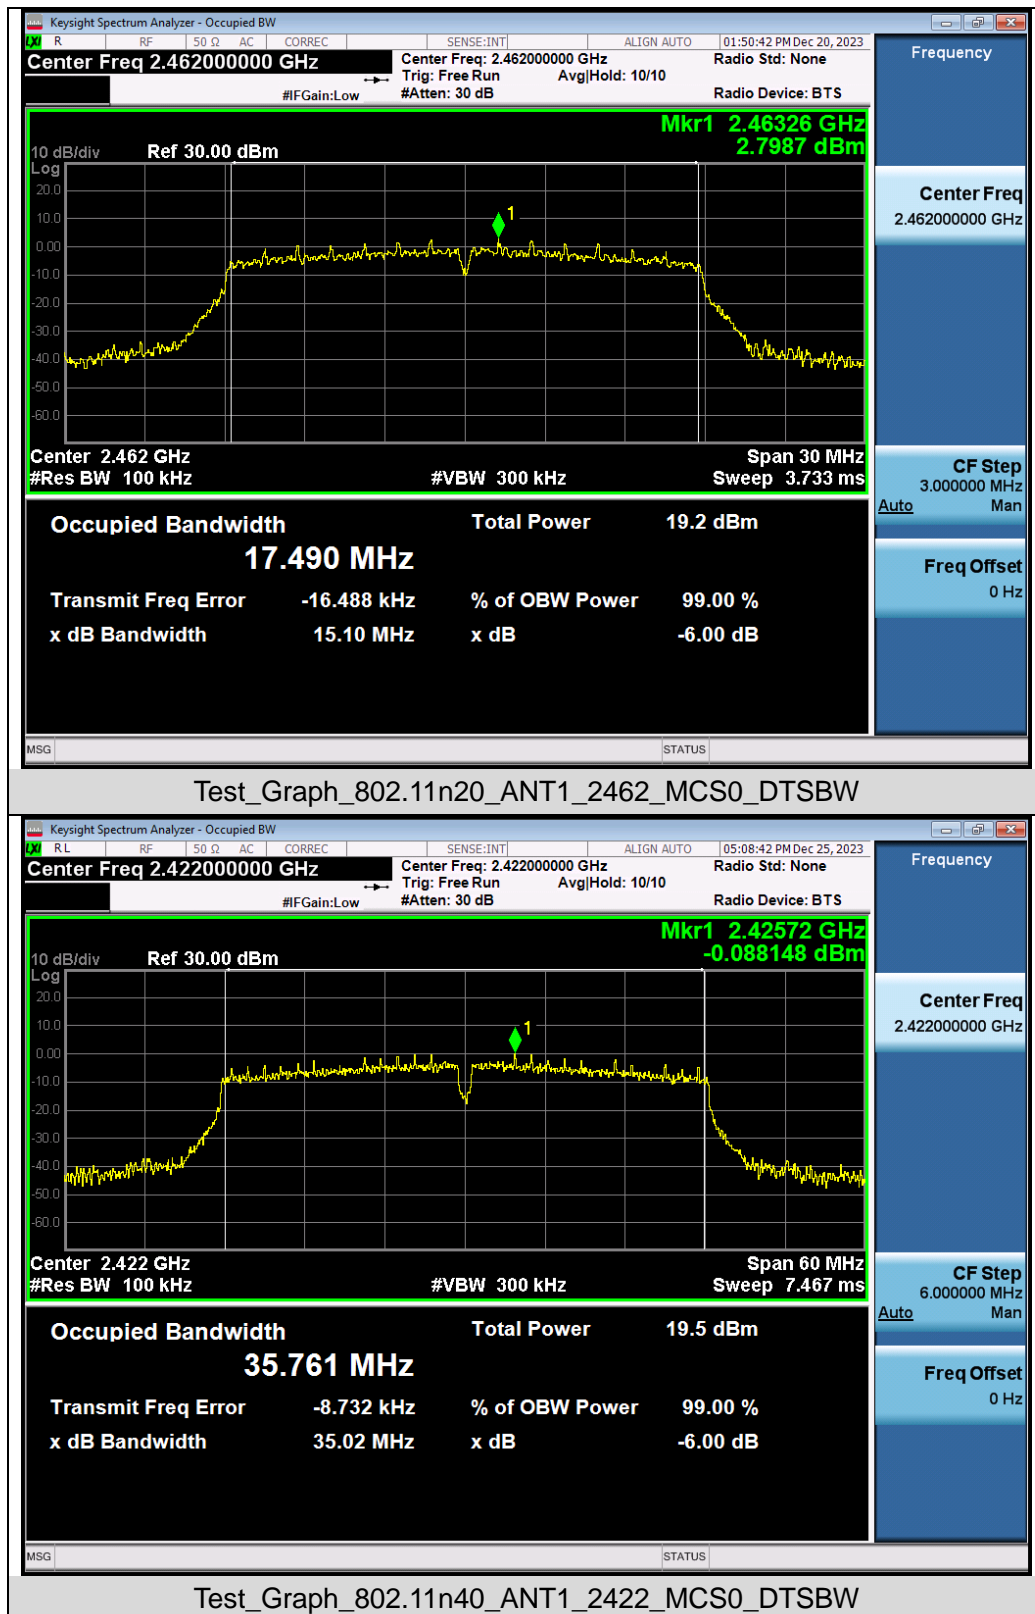 Keysight Spectrum Analyzer - Occupied BW
LXI R RF 50 Ω AC CORREC SENSE:INT ALIGN AUTO 01:50:42 PM Dec 20, 2023
Center Freq 2.462000000 GHz
Center Freq: 2.462000000 GHz
Radio Std: None
Trig: Free Run Avg|Hold: 10/10
#IFGain:Low
#Atten: 30 dB
Radio Device: BTS
Frequency
Mkr1 2.46326 GHz
2.7987 dBm
10 dB/div Ref 30.00 dBm
Log
20.0
10.0
0.00
-10.0
-20.0
-30.0
-40.0
-50.0
-60.0
1
Center 2.462 GHz
Span 30 MHz
#Res BW 100 kHz
#VBW 300 kHz
Sweep 3.733 ms
Center Freq
2.462000000 GHz
CF Step
3.000000 MHz
Auto Man
Freq Offset
0 Hz
Occupied Bandwidth
Total Power 19.2 dBm
17.490 MHz
Transmit Freq Error -16.488 kHz % of OBW Power 99.00 %
x dB Bandwidth 15.10 MHz x dB -6.00 dB
MSG STATUS
Test_Graph_802.11n20_ANT1_2462_MCS0_DTSBW
Keysight Spectrum Analyzer - Occupied BW
LXI RL RF 50 Ω AC CORREC SENSE:INT ALIGN AUTO 05:08:42 PM Dec 25, 2023
Center Freq 2.422000000 GHz
Center Freq: 2.422000000 GHz
Radio Std: None
Trig: Free Run Avg|Hold: 10/10
#IFGain:Low
#Atten: 30 dB
Radio Device: BTS
Frequency
Mkr1 2.42572 GHz
-0.088148 dBm
10 dB/div Ref 30.00 dBm
Log
20.0
10.0
0.00
-10.0
-20.0
-30.0
-40.0
-50.0
-60.0
1
Center 2.422 GHz
Span 60 MHz
#Res BW 100 kHz
#VBW 300 kHz
Sweep 7.467 ms
Center Freq
2.422000000 GHz
CF Step
6.000000 MHz
Auto Man
Freq Offset
0 Hz
Occupied Bandwidth
Total Power 19.5 dBm
35.761 MHz
Transmit Freq Error -8.732 kHz % of OBW Power 99.00 %
x dB Bandwidth 35.02 MHz x dB -6.00 dB
MSG STATUS
Test_Graph_802.11n40_ANT1_2422_MCS0_DTSBW